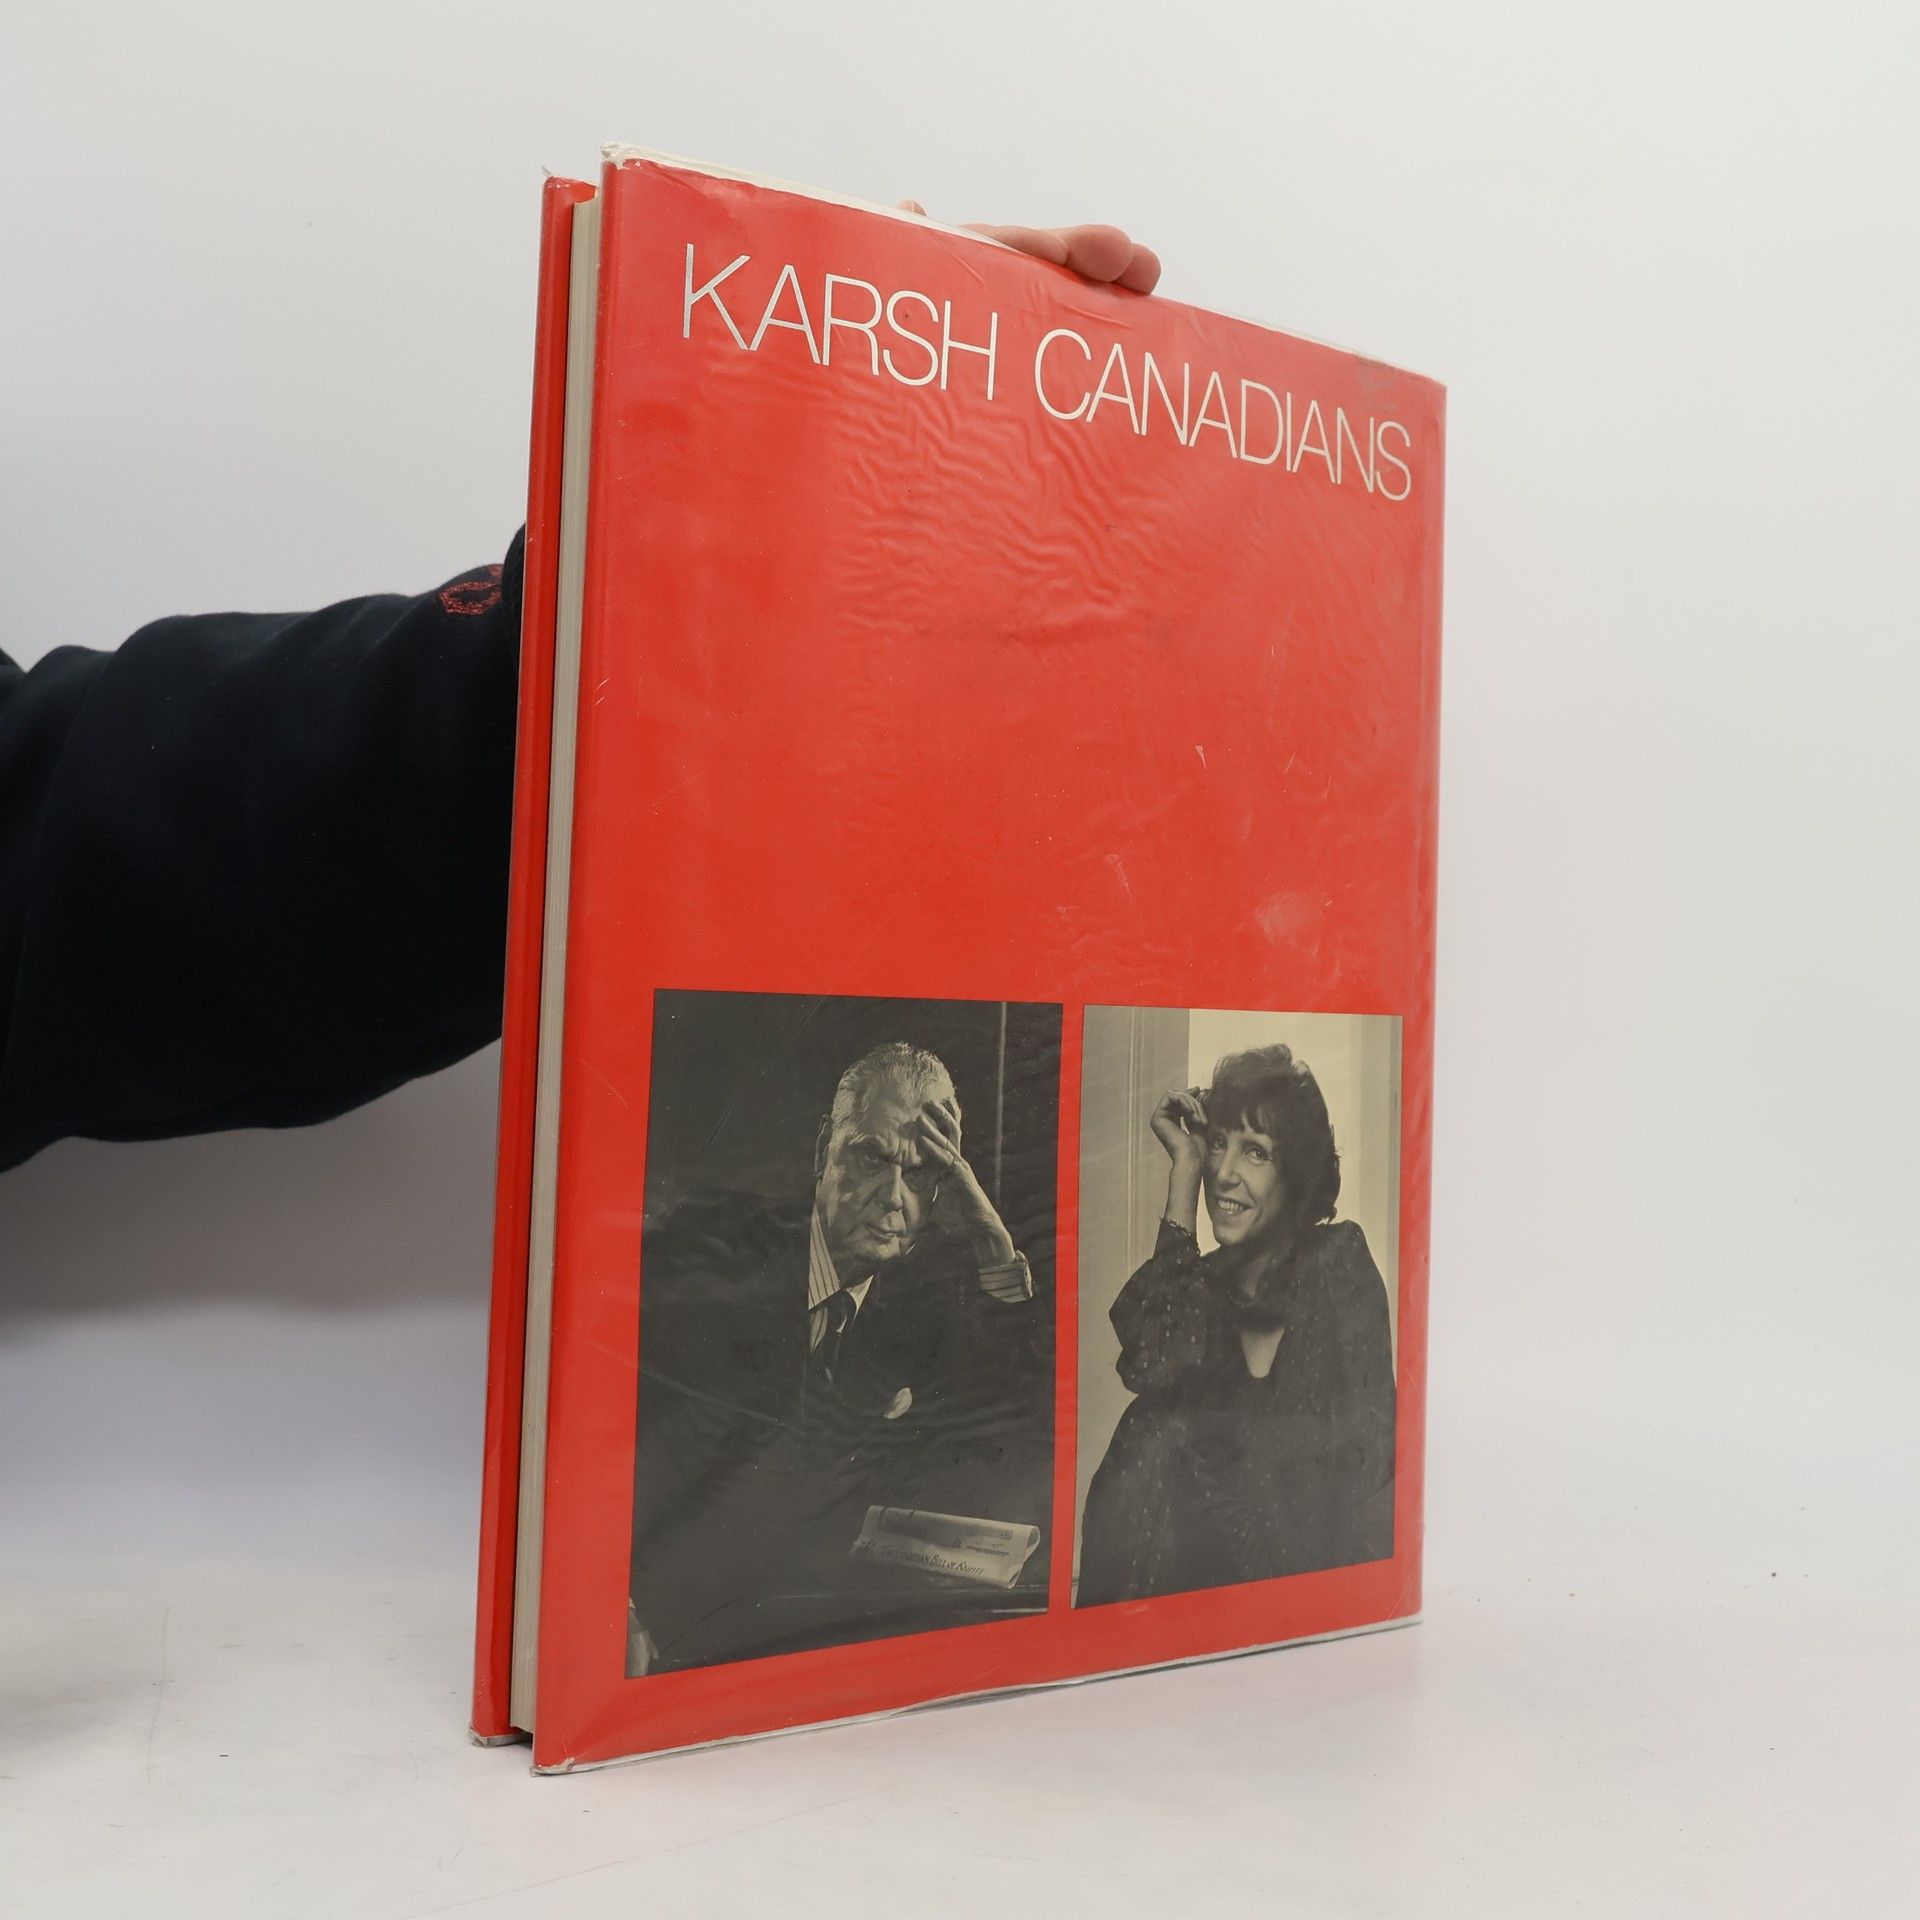 KARSH CANADIANS
THE CANADIAN BILL OF RIGHTS